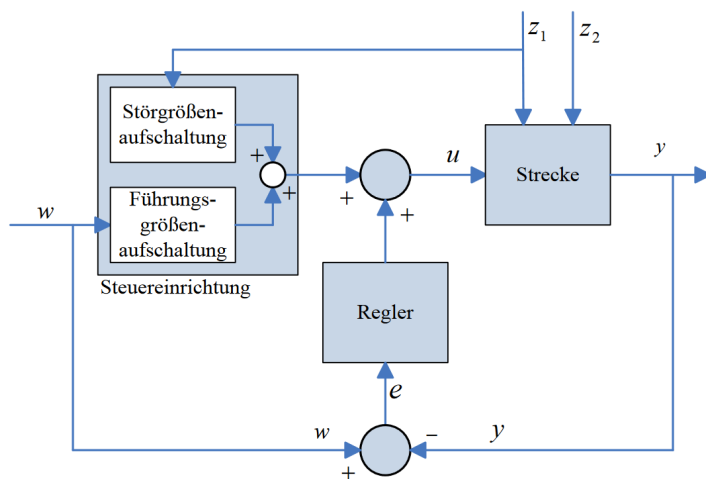 z1
z2
Störgrößen-
aufschaltung
+
+
w
Führungs-
größen-
aufschaltung
Steuereinrichtung
+
+
u
Strecke
y
Regler
e
w
+
−
y